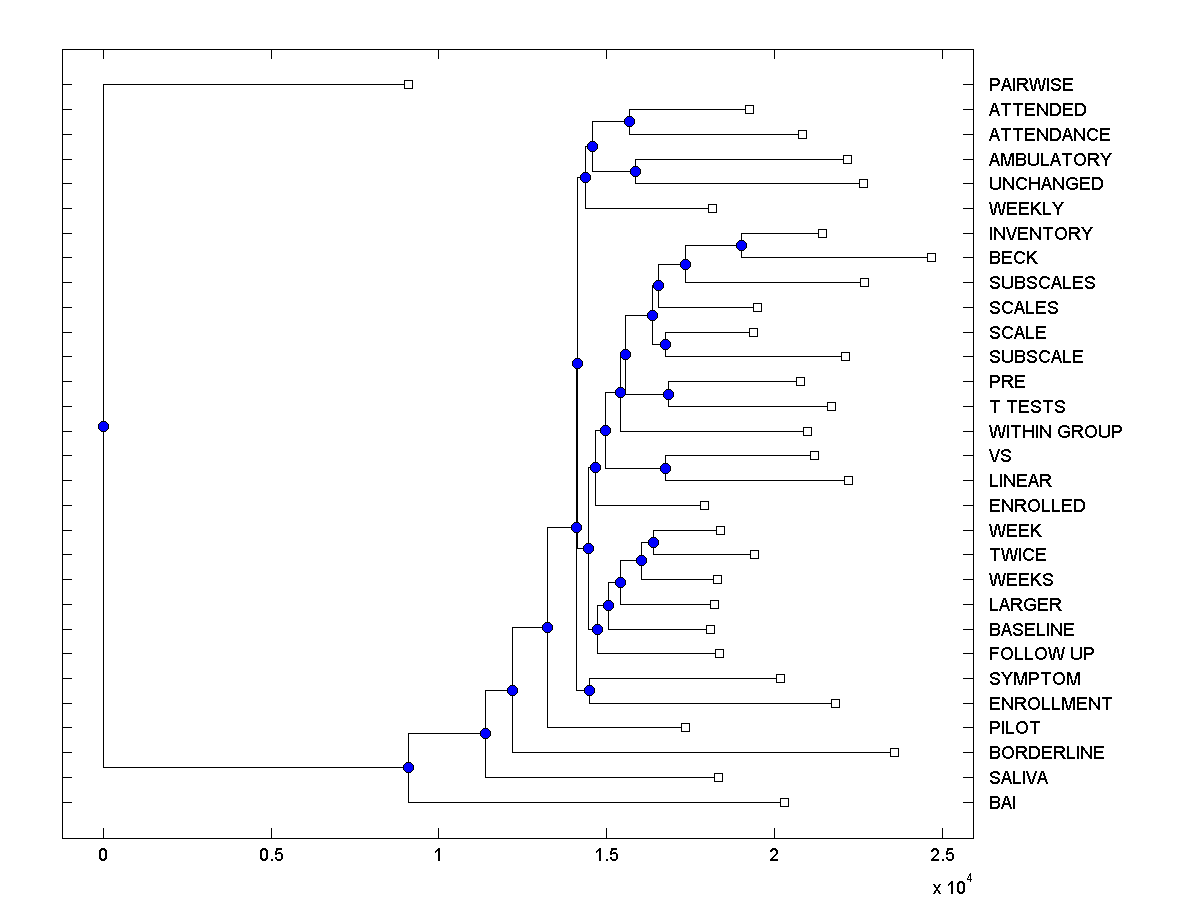 PAIRWISE
ATTENDED
ATTENDANCE
AMBULATORY
UNCHANGED
WEEKLY
INVENTORY
BECK
SUBSCALES
SCALES
SCALE
SUBSCALE
PRE
T TESTS
WITHIN GROUP
VS
LINEAR
ENROLLED
WEEK
TWICE
WEEKS
LARGER
BASELINE
FOLLOW UP
SYMPTOM
ENROLLMENT
PILOT
BORDERLINE
SALIVA
BAI
0 0.5 1 1.5 2 2.5
x 10^4